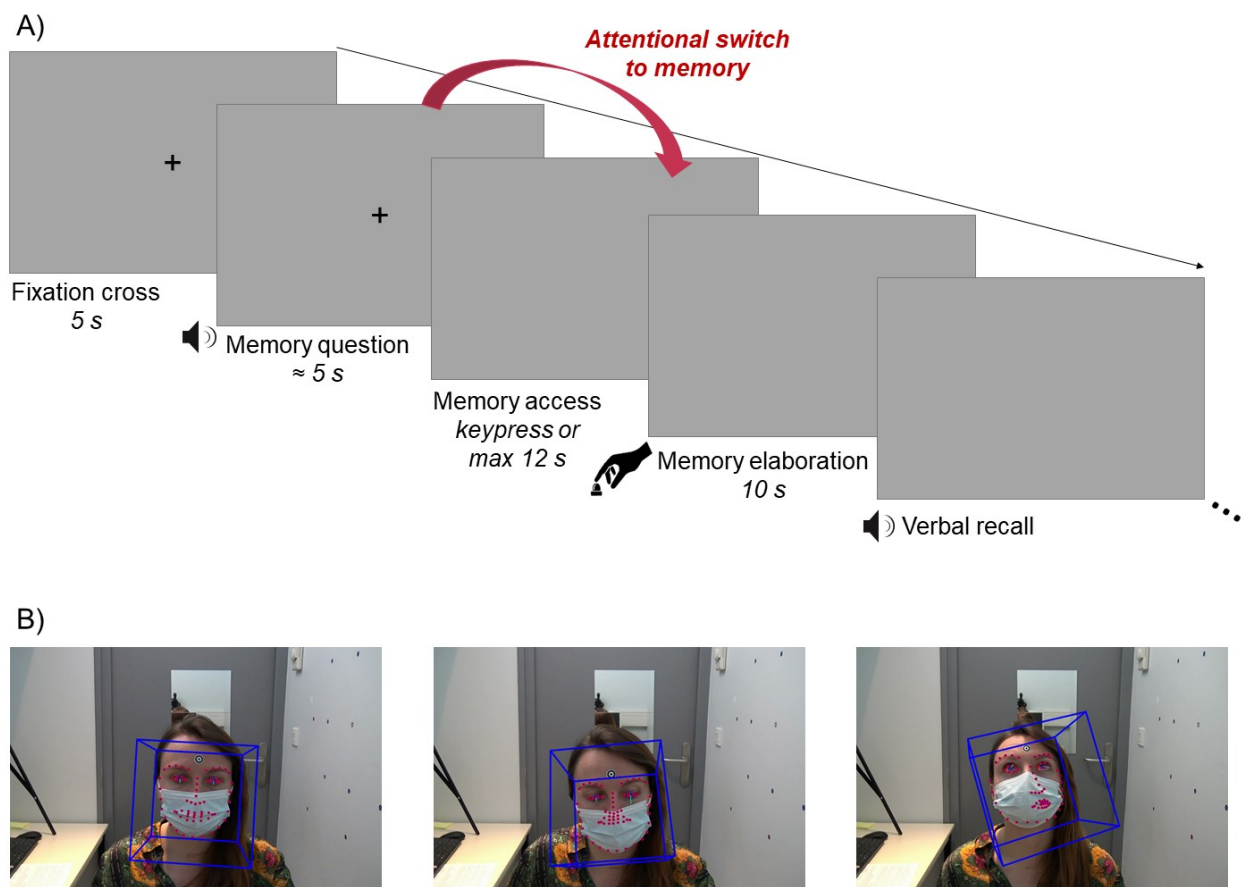 A)
Attentional switch
to memory
+
+
Fixation cross
5 s
Memory question
≈ 5 s
Memory access
keypress or
max 12 s
Memory elaboration
10 s
Verbal recall
...
B)